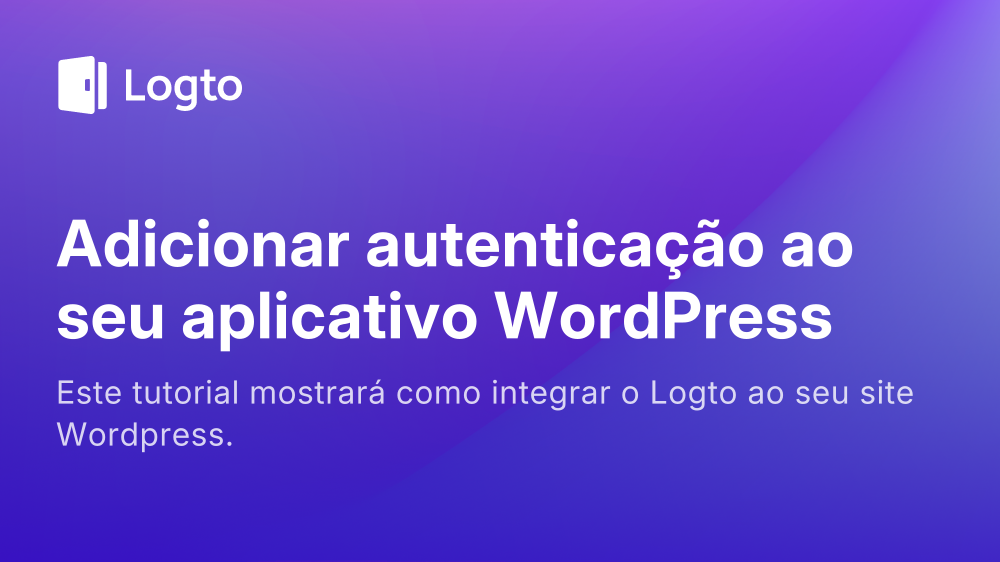 Logto
Adicionar autenticação ao
seu aplicativo WordPress
Este tutorial mostrará como integrar o Logto ao seu site
Wordpress.